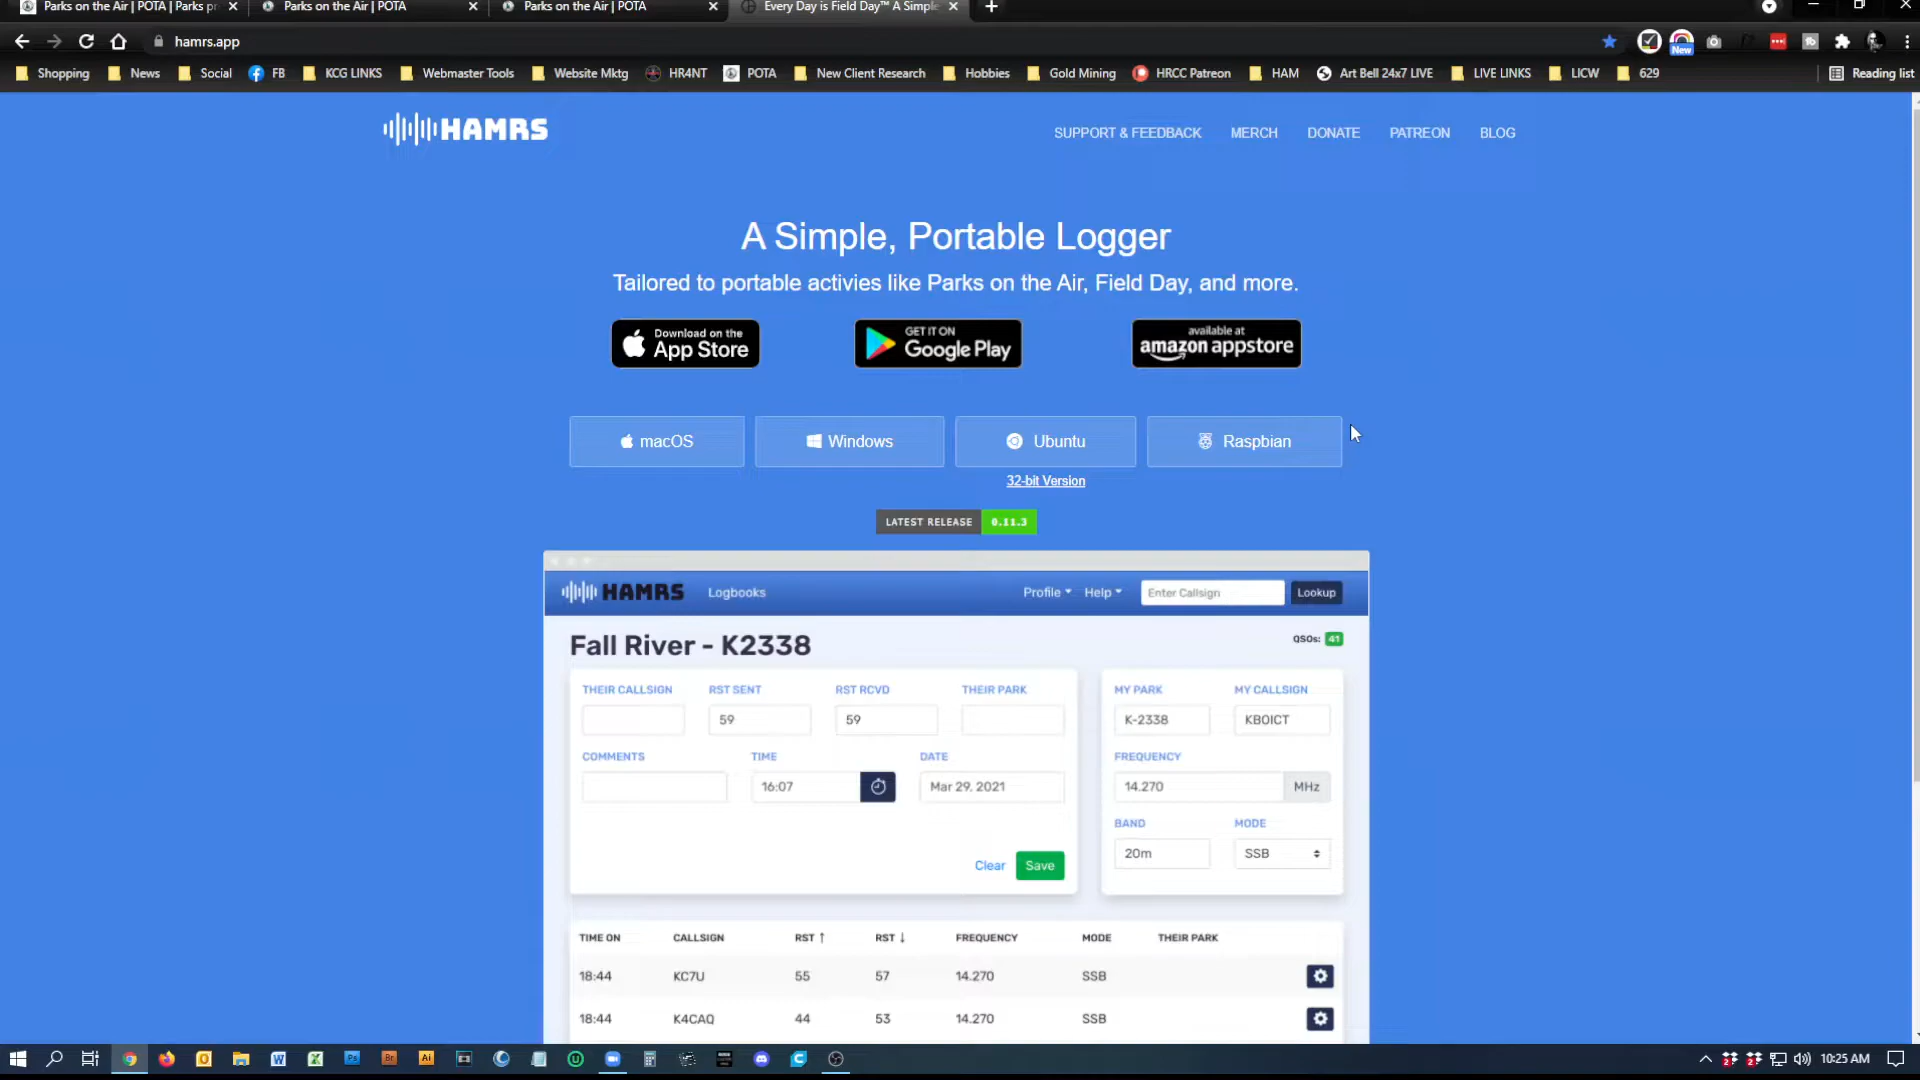 Parks on the Air | POTA | Parks pr
Parks on the Air | POTA
Parks on the Air | POTA
Every Day is Field Day™ A Simple
hamrs.app
New
Shopping
News
Social
FB
KCG LINKS
Webmaster Tools
Website Mktg
HR4NT
POTA
New Client Research
Hobbies
Gold Mining
HRCC Patreon
HAM
Art Bell 24x7 LIVE
LIVE LINKS
LICW
629
Reading list
HAMRS
SUPPORT & FEEDBACK
MERCH
DONATE
PATREON
BLOG
A Simple, Portable Logger
Tailored to portable activies like Parks on the Air, Field Day, and more.
Download on the
App Store
GET IT ON
Google Play
available at
amazon appstore
macOS
Windows
Ubuntu
Raspbian
32-bit Version
LATEST RELEASE 0.11.3
HAMRS
Logbooks
Profile
Help
Enter Callsign
Lookup
Fall River - K2338
QSOs: 41
THEIR CALLSIGN
RST SENT
RST RCVD
THEIR PARK
MY PARK
MY CALLSIGN
59
59
K-2338
KB0ICT
COMMENTS
TIME
DATE
FREQUENCY
16:07
Mar 29, 2021
14.270
MHz
BAND
MODE
20m
SSB
Clear
Save
TIME ON
CALLSIGN
RST ↑
RST ↓
FREQUENCY
MODE
THEIR PARK
18:44
KC7U
55
57
14.270
SSB
18:44
K4CAQ
44
53
14.270
SSB
10:25 AM